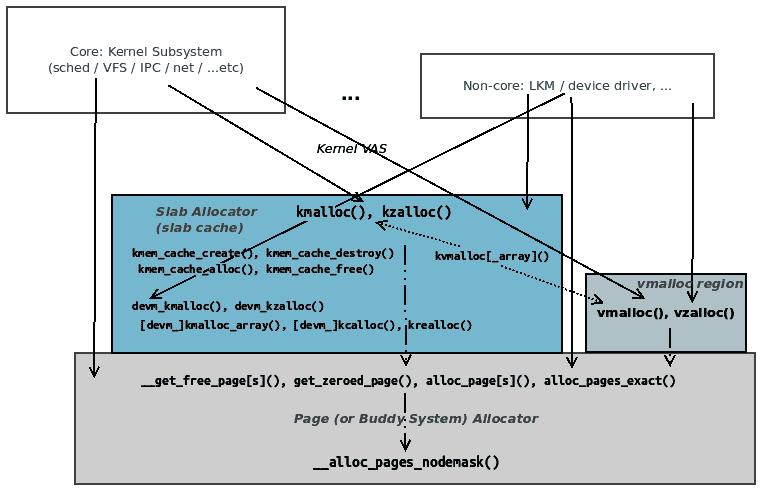 Core: Kernel Subsystem
(sched / VFS / IPC / net / ...etc)
...
Non-core: LKM / device driver, ...
Kernel VAS
Slab Allocator
(slab cache)
kmalloc(), kzalloc()
kmem_cache_create(), kmem_cache_destroy()
kmem_cache_alloc(), kmem_cache_free()
kvmalloc[_array]()
devm_kmalloc(), devm_kzalloc()
[devm_]kmalloc_array(), [devm_]kcalloc(), krealloc()
vmalloc region
vmalloc(), vzalloc()
__get_free_page[s](), get_zeroed_page(), alloc_page[s](), alloc_pages_exact()
Page (or Buddy System) Allocator
__alloc_pages_nodemask()